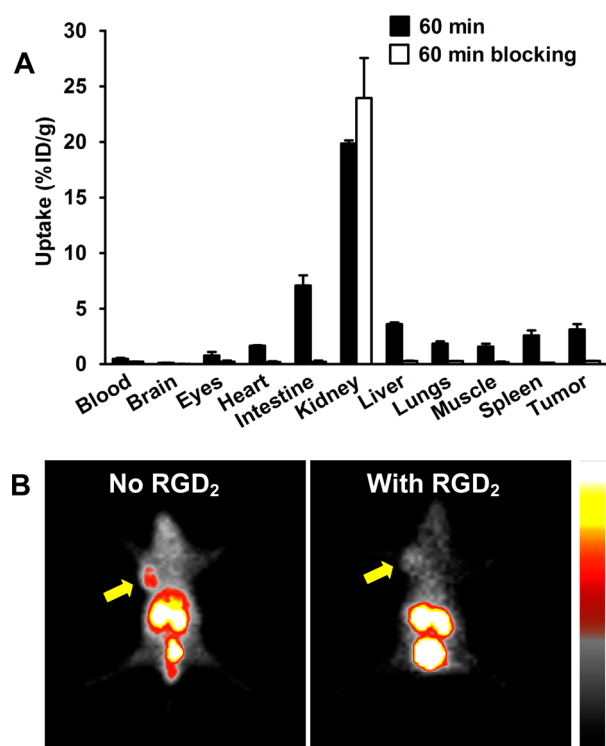 A
Uptake (%ID/g)
30
25
20
15
10
5
0
60 min
60 min blocking
Blood
Brain
Eyes
Heart
Intestine
Kidney
Liver
Lungs
Muscle
Spleen
Tumor
B
No RGD₂
With RGD₂